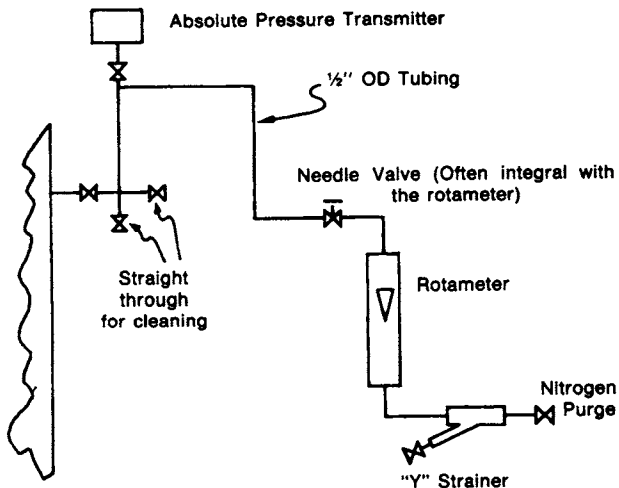 Absolute Pressure Transmitter
½" OD Tubing
Needle Valve (Often integral with
the rotameter)
Straight
through
for cleaning
Rotameter
Nitrogen
Purge
"Y" Strainer